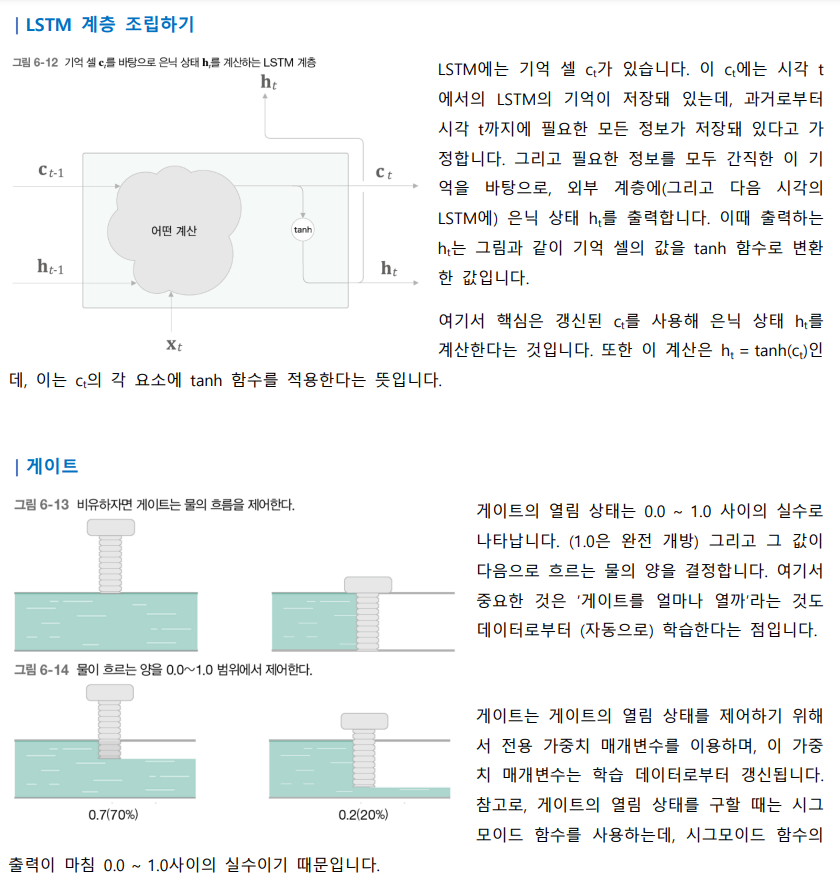 | LSTM 계층 조립하기
그림 6-12 기억 셀 cₜ를 바탕으로 은닉 상태 hₜ를 계산하는 LSTM 계층
hₜ
cₜ₋₁
cₜ
어떤 계산
tanh
hₜ₋₁
hₜ
xₜ
LSTM에는 기억 셀 cₜ가 있습니다. 이 cₜ에는 시각 t
에서의 LSTM의 기억이 저장돼 있는데, 과거로부터
시각 t까지에 필요한 모든 정보가 저장돼 있다고 가
정합니다. 그리고 필요한 정보를 모두 간직한 이 기
억을 바탕으로, 외부 계층에(그리고 다음 시각의
LSTM에) 은닉 상태 hₜ를 출력합니다. 이때 출력하는
hₜ는 그림과 같이 기억 셀의 값을 tanh 함수로 변환
한 값입니다.
여기서 핵심은 갱신된 cₜ를 사용해 은닉 상태 hₜ를
계산한다는 것입니다. 또한 이 계산은 hₜ = tanh(cₜ)인
데, 이는 cₜ의 각 요소에 tanh 함수를 적용한다는 뜻입니다.
| 게이트
그림 6-13 비유하자면 게이트는 물의 흐름을 제어한다.
게이트의 열림 상태는 0.0 ~ 1.0 사이의 실수로
나타납니다. (1.0은 완전 개방) 그리고 그 값이
다음으로 흐르는 물의 양을 결정합니다. 여기서
중요한 것은 '게이트를 얼마나 열까'라는 것도
데이터로부터 (자동으로) 학습한다는 점입니다.
그림 6-14 물이 흐르는 양을 0.0~1.0 범위에서 제어한다.
0.7(70%)
0.2(20%)
게이트는 게이트의 열림 상태를 제어하기 위해
서 전용 가중치 매개변수를 이용하며, 이 가중
치 매개변수는 학습 데이터로부터 갱신됩니다.
참고로, 게이트의 열림 상태를 구할 때는 시그
모이드 함수를 사용하는데, 시그모이드 함수의
출력이 마침 0.0 ~ 1.0사이의 실수이기 때문입니다.